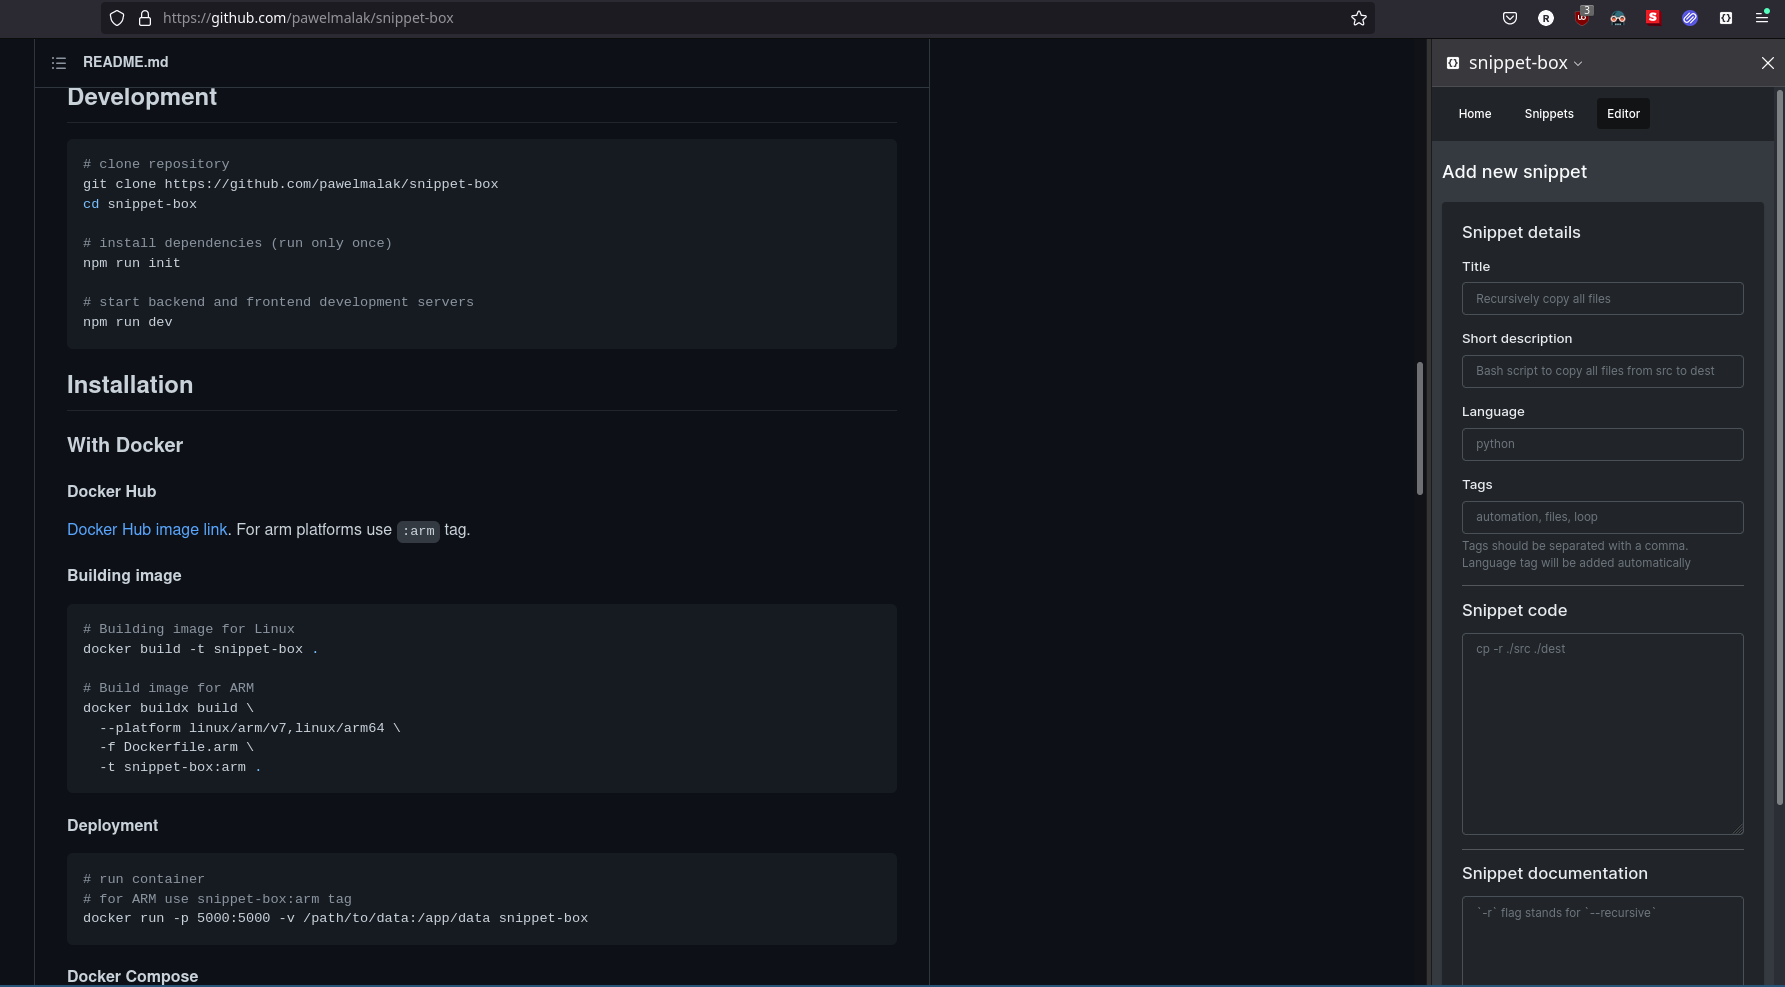 https://github.com/pawelmalak/snippet-box
3
README.md
Development
# clone repository
git clone https://github.com/pawelmalak/snippet-box
cd snippet-box
# install dependencies (run only once)
npm run init
# start backend and frontend development servers
npm run dev
Installation
With Docker
Docker Hub
Docker Hub image link. For arm platforms use :arm tag.
Building image
# Building image for Linux
docker build -t snippet-box .
# Build image for ARM
docker buildx build \
  --platform linux/arm/v7,linux/arm64 \
  -f Dockerfile.arm \
  -t snippet-box:arm .
Deployment
# run container
# for ARM use snippet-box:arm tag
docker run -p 5000:5000 -v /path/to/data:/app/data snippet-box
Docker Compose
snippet-box
Home Snippets Editor
Add new snippet
Snippet details
Title
Recursively copy all files
Short description
Bash script to copy all files from src to dest
Language
python
Tags
automation, files, loop
Tags should be separated with a comma.
Language tag will be added automatically
Snippet code
cp -r ./src ./dest
Snippet documentation
`-r` flag stands for `--recursive`